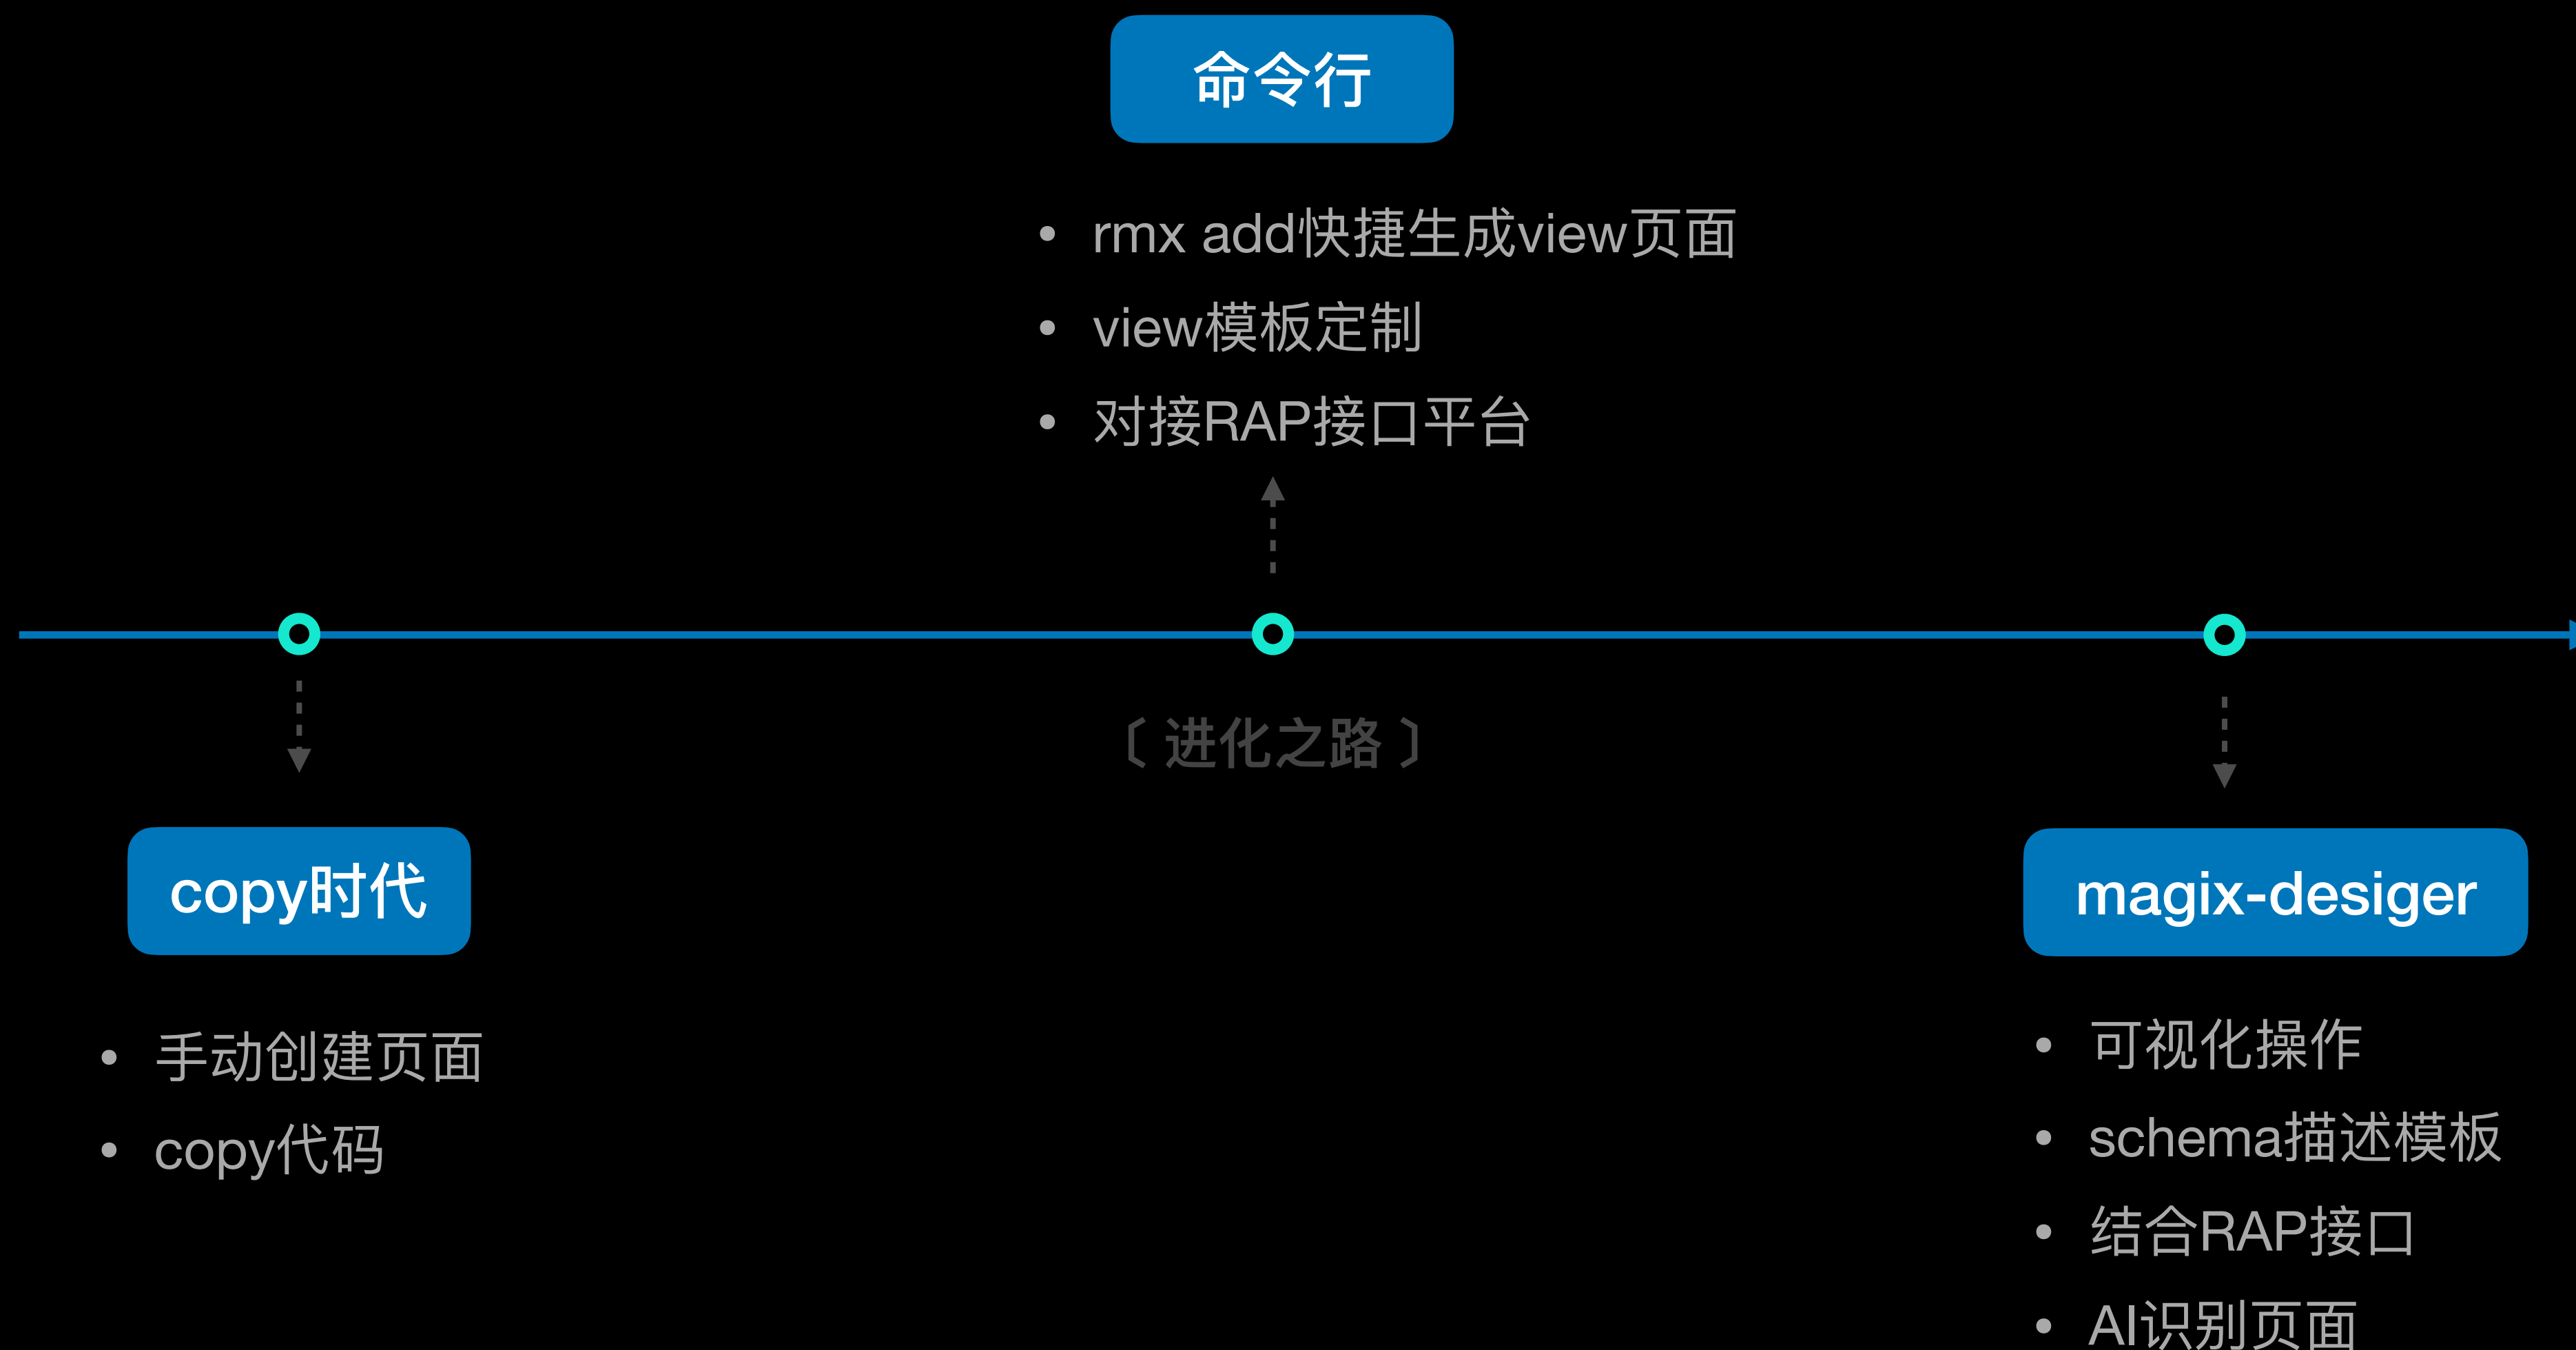 命令行
• rmx add快捷生成view页面
• view模板定制
• 对接RAP接口平台
〔 进化之路 〕
copy时代
• 手动创建页面
• copy代码
magix-desiger
• 可视化操作
• schema描述模板
• 结合RAP接口
• AI识别页面